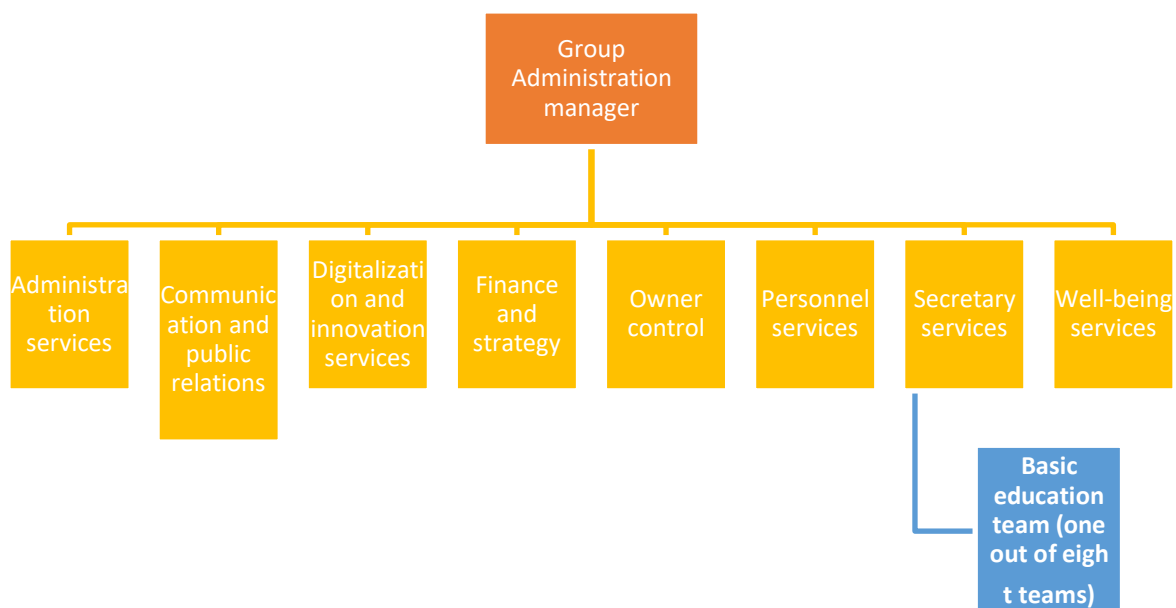 Group
Administration
manager
Administra
tion
services
Communic
ation and
public
relations
Digitalizati
on and
innovation
services
Finance
and
strategy
Owner
control
Personnel
services
Secretary
services
Well-being
services
Basic
education
team (one
out of eigh
t teams)